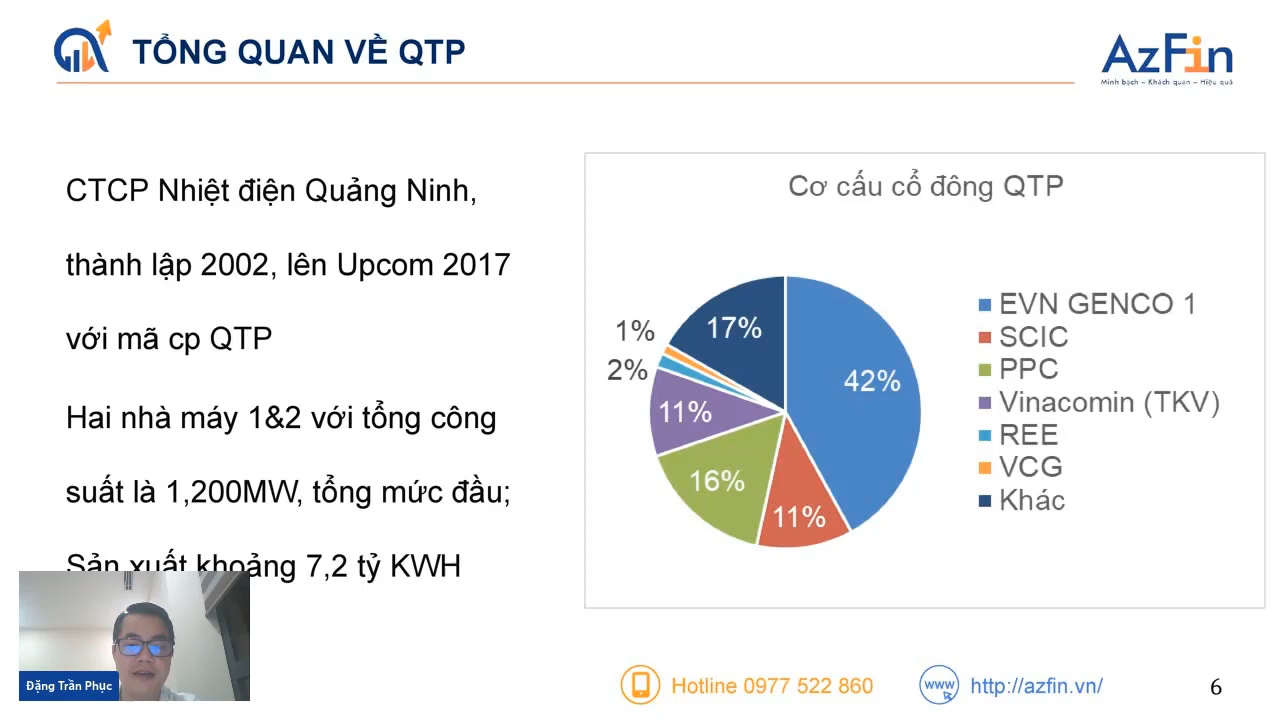 TỔNG QUAN VỀ QTP
AzFin
Minh bạch – Khách quan – Hiệu quả
CTCP Nhiệt điện Quảng Ninh,
thành lập 2002, lên Upcom 2017
với mã cp QTP
Hai nhà máy 1&2 với tổng công
suất là 1,200MW, tổng mức đầu;
Sản xuất khoảng 7,2 tỷ KWH
Cơ cấu cổ đông QTP
42%
11%
16%
11%
2%
1%
17%
EVN GENCO 1
SCIC
PPC
Vinacomin (TKV)
REE
VCG
Khác
Đặng Trần Phục
Hotline 0977 522 860
www
http://azfin.vn/
6